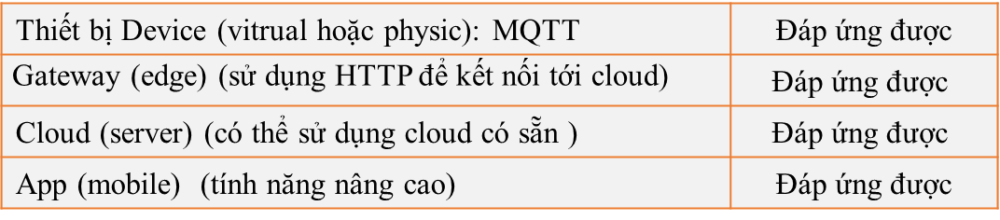 Thiết bị Device (vitrual hoặc physic): MQTT Đáp ứng được
Gateway (edge) (sử dụng HTTP để kết nối tới cloud) Đáp ứng được
Cloud (server) (có thể sử dụng cloud có sẵn ) Đáp ứng được
App (mobile) (tính năng nâng cao) Đáp ứng được